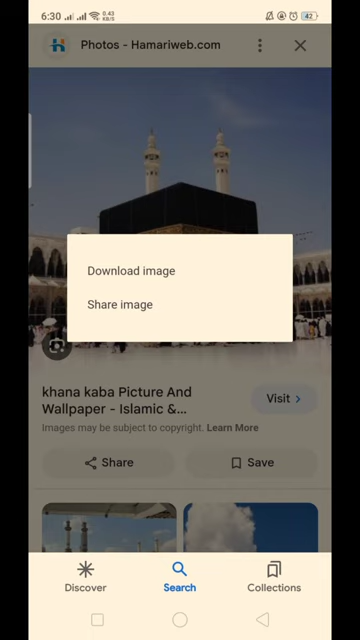 6:30
0.43
KB/S
42
Photos - Hamariweb.com
Download image
Share image
khana kaba Picture And
Wallpaper - Islamic &...
Visit
Images may be subject to copyright. Learn More
Share
Save
Discover
Search
Collections